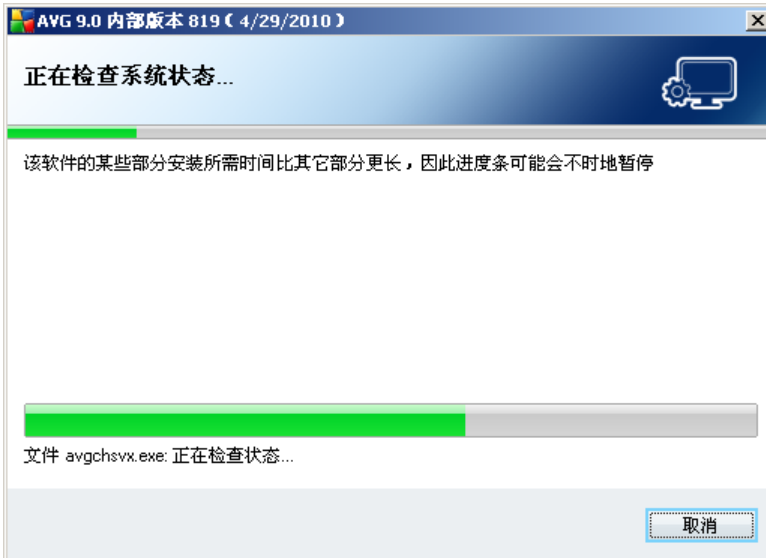 AVG 9.0 内部版本 819 ( 4/29/2010 )
正在检查系统状态...
该软件的某些部分安装所需时间比其它部分更长，因此进度条可能会不时地暂停
文件 avgchsvx.exe: 正在检查状态...
取消